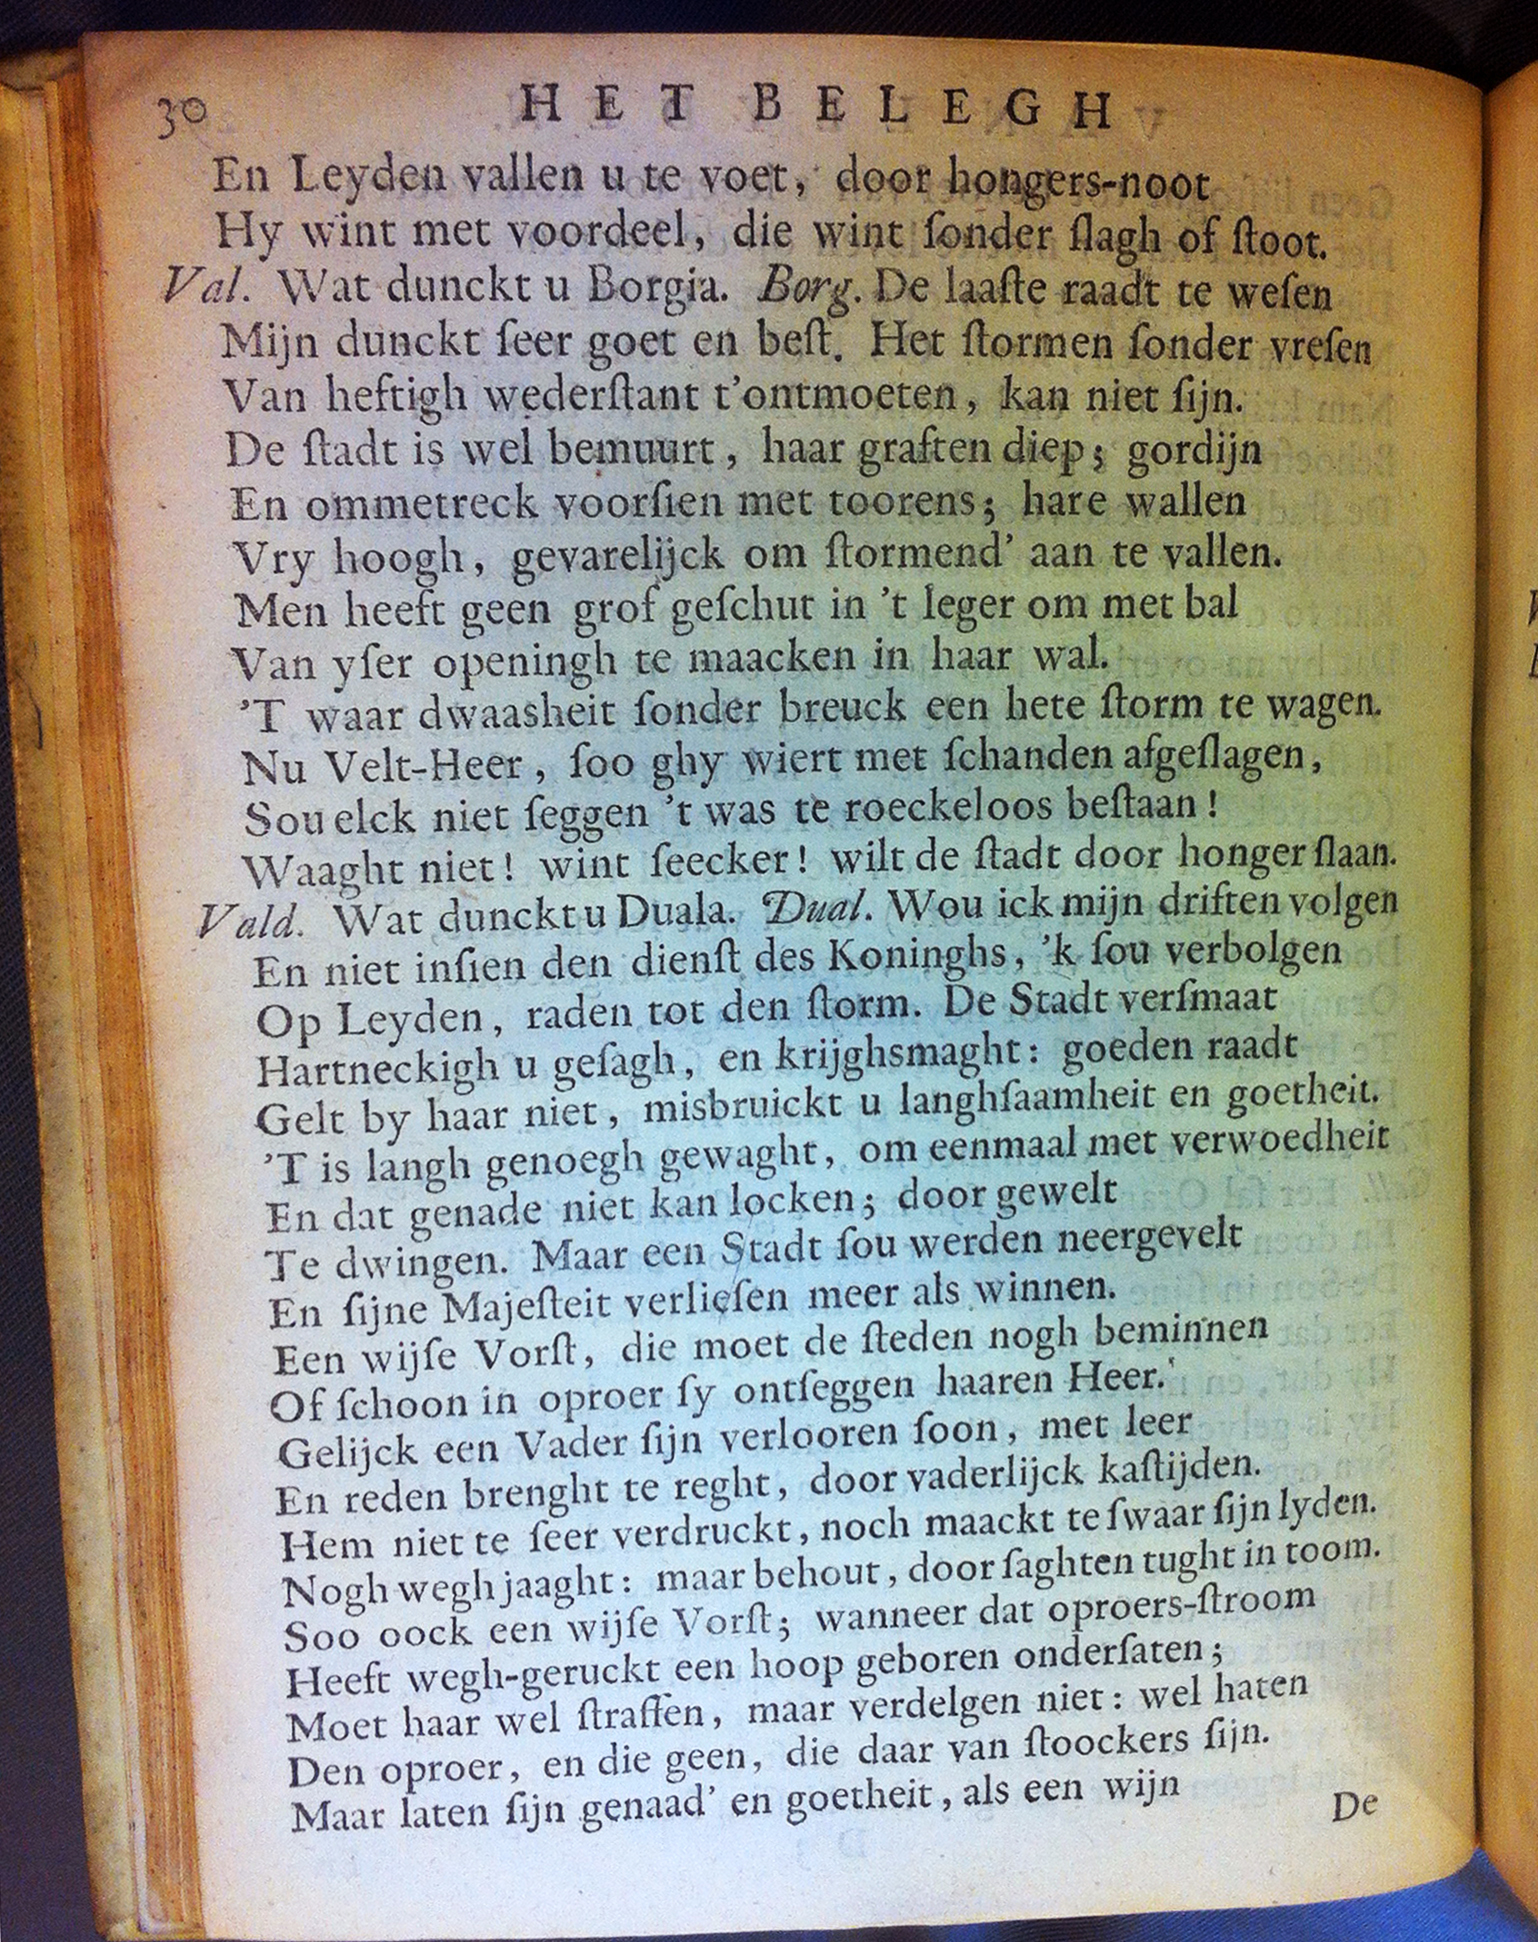 30 HET BELEGH
En Leyden vallen u te voet, door hongers-noot
Hy wint met voordeel, die wint ſonder ſlagh of ſtoot.
Val. Wat dunckt u Borgia. Borg. De laaſte raadt te weſen
Mijn dunckt ſeer goet en beſt. Het ſtormen ſonder vreſen
Van heftigh wederſtant t'ontmoeten, kan niet ſijn.
De ſtadt is wel bemuurt, haar graften diep; gordijn
En ommetreck voorſien met toorens; hare wallen
Vry hoogh, gevarelijck om ſtormend' aan te vallen.
Men heeft geen grof geſchut in 't leger om met bal
Van yſer openingh te maacken in haar wal.
'T waar dwaasheit ſonder breuck een hete ſtorm te wagen.
Nu Velt-Heer, ſoo ghy wiert met ſchanden afgeſlagen,
Sou elck niet ſeggen 't was te roeckeloos beſtaan!
Waaght niet! wint ſeecker! wilt de ſtadt door honger ſlaan.
Vald. Wat dunckt u Duala. Dual. Wou ick mijn driften volgen
En niet inſien den dienſt des Koninghs, 'k ſou verbolgen
Op Leyden, raden tot den ſtorm. De Stadt verſmaat
Hartneckigh u geſagh, en krijghsmaght: goeden raadt
Gelt by haar niet, misbruickt u langhſaamheit en goetheit.
'T is langh genoegh gewaght, om eenmaal met verwoedheit
En dat genade niet kan locken; door gewelt
Te dwingen. Maar een Stadt ſou werden neergevelt
En ſijne Majeſteit verlieſen meer als winnen.
Een wijſe Vorſt, die moet de ſteden nogh beminnen
Of ſchoon in oproer ſy ontſeggen haaren Heer.
Gelijck een Vader ſijn verlooren ſoon, met leer
En reden brenght te reght, door vaderlijck kaſtijden.
Hem niet te ſeer verdruckt, noch maackt te ſwaar ſijn lyden.
Nogh wegh jaaght: maar behout, door ſaghten tught in toom.
Soo oock een wijſe Vorſt; wanneer dat oproers-ſtroom
Heeft wegh-geruckt een hoop geboren onderſaten;
Moet haar wel ſtraffen, maar verdelgen niet: wel haten
Den oproer, en die geen, die daar van ſtoockers ſijn.
Maar laten ſijn genaad' en goetheit, als een wijn
De